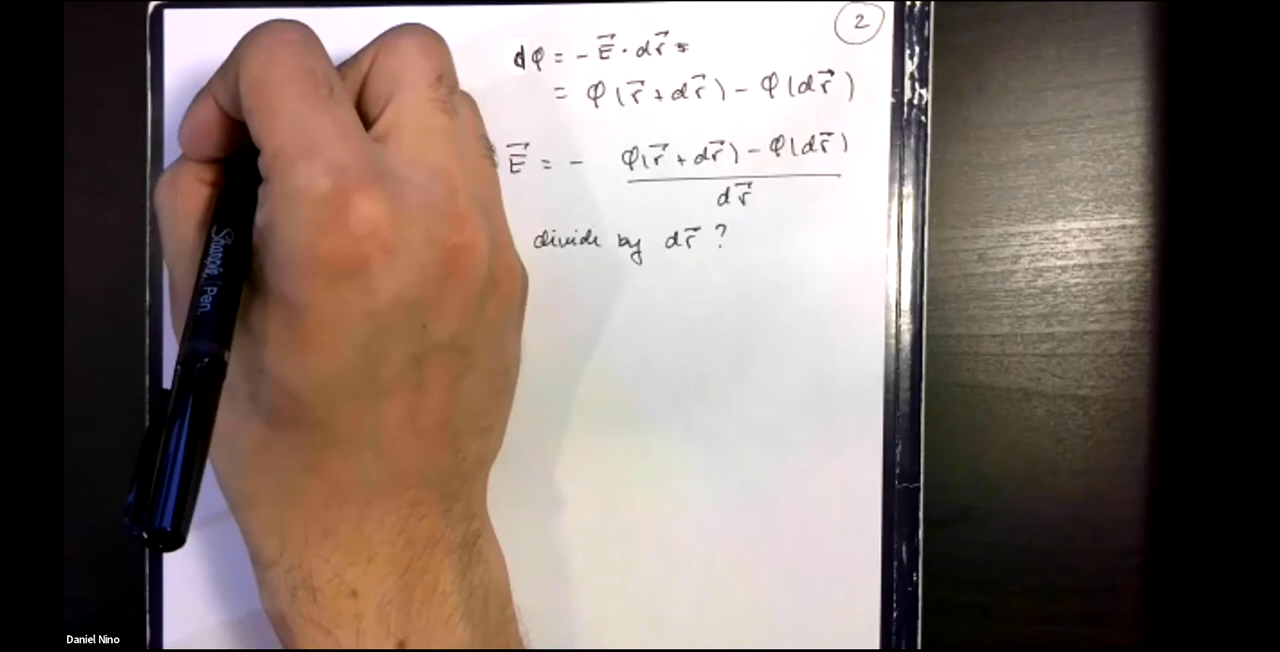 2
dφ = - E⃗ · dr⃗ =
= φ(r⃗ + dr⃗) - φ(dr⃗)
E⃗ = - φ(r⃗ + dr⃗) - φ(dr⃗)
dr⃗
divide by dr⃗ ?
Sharpie. Pen.
Daniel Nino